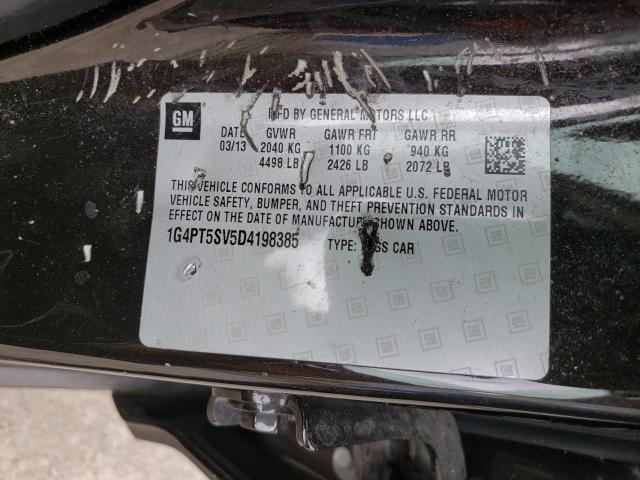 GM
MFD BY GENERAL MOTORS LLC
DATE GVWR GAWR FRT GAWR RR
03/13 2040 KG 1100 KG 940 KG
4498 LB 2426 LB 2072 LB
THIS VEHICLE CONFORMS TO ALL APPLICABLE U.S. FEDERAL MOTOR
VEHICLE SAFETY, BUMPER, AND THEFT PREVENTION STANDARDS IN
EFFECT ON THE DATE OF MANUFACTURE SHOWN ABOVE.
1G4PT5SV5D4198385 TYPE: PASS CAR